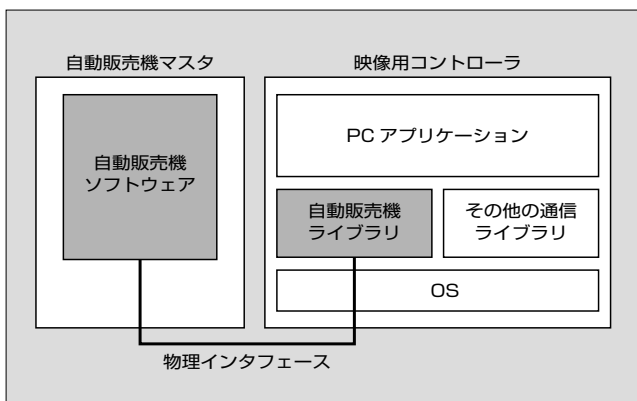 自動販売機マスタ
映像用コントローラ
自動販売機
ソフトウェア
PC アプリケーション
自動販売機
ライブラリ
その他の通信
ライブラリ
OS
物理インタフェース